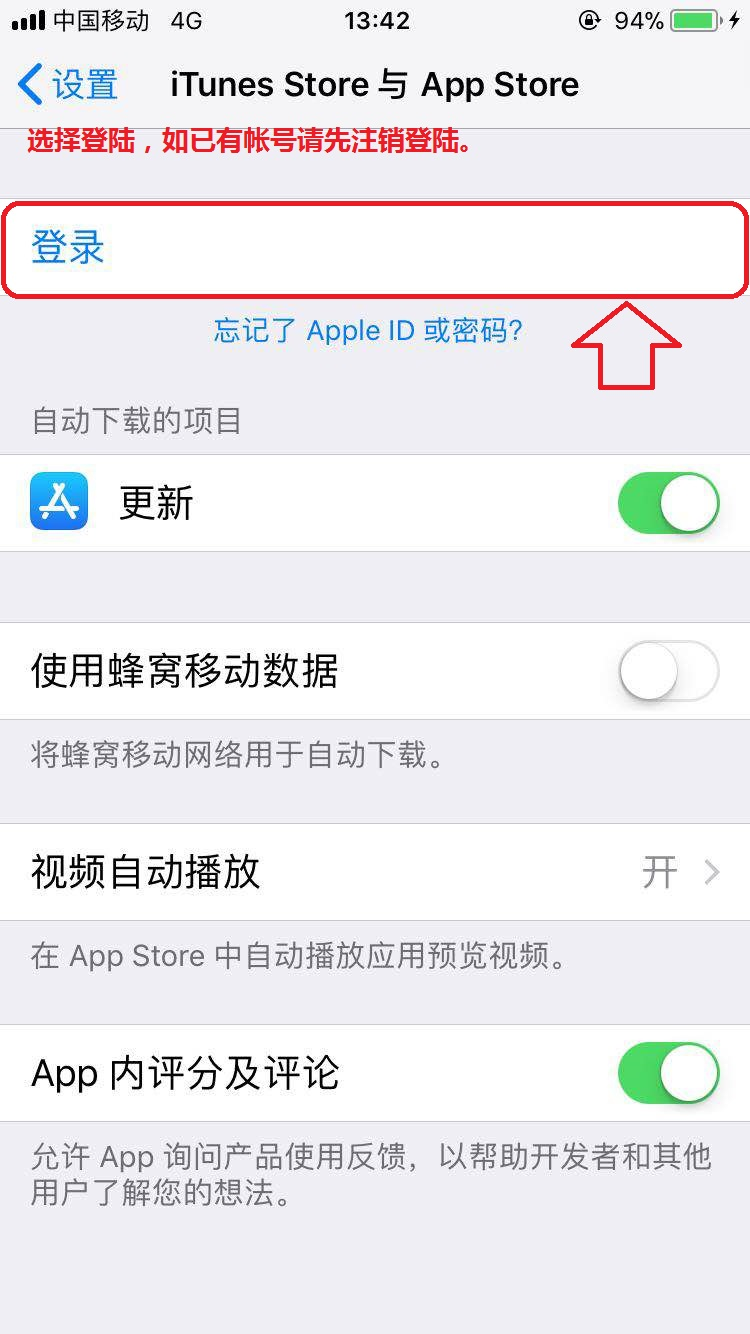 中国移动 4G 13:42 94%
设置 iTunes Store 与 App Store
选择登陆，如已有帐号请先注销登陆。
登录
忘记了 Apple ID 或密码?
自动下载的项目
更新
使用蜂窝移动数据
将蜂窝移动网络用于自动下载。
视频自动播放 开
在 App Store 中自动播放应用预览视频。
App 内评分及评论
允许 App 询问产品使用反馈，以帮助开发者和其他
用户了解您的想法。